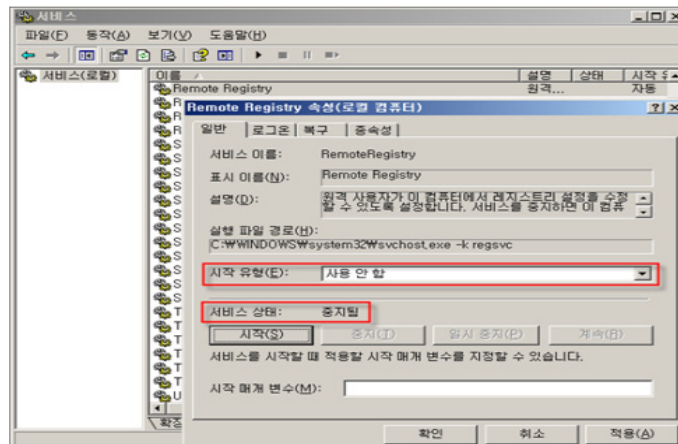 서비스
파일(F) 동작(A) 보기(V) 도움말(H)
서비스(로컬)
이름 설명 상태 시작 유
Remote Registry 원격... 자동
Remote Registry 속성(로컬 컴퓨터)
일반 로그온 복구 종속성
서비스 이름: RemoteRegistry
표시 이름(N): Remote Registry
설명(D): 원격 사용자가 이 컴퓨터에서 레지스트리 설정을 수정
할 수 있도록 설정합니다. 서비스를 중지하면 이 컴퓨
실행 파일 경로(H):
C:₩WINDOWS₩system32₩svchost.exe -k regsvc
시작 유형(E): 사용 안 함
서비스 상태: 중지됨
시작(S) 중지(T) 일시 중지(P) 계속(R)
서비스를 시작할 때 적용할 시작 매개 변수를 지정할 수 있습니다.
시작 매개 변수(M):
확인 취소 적용(A)